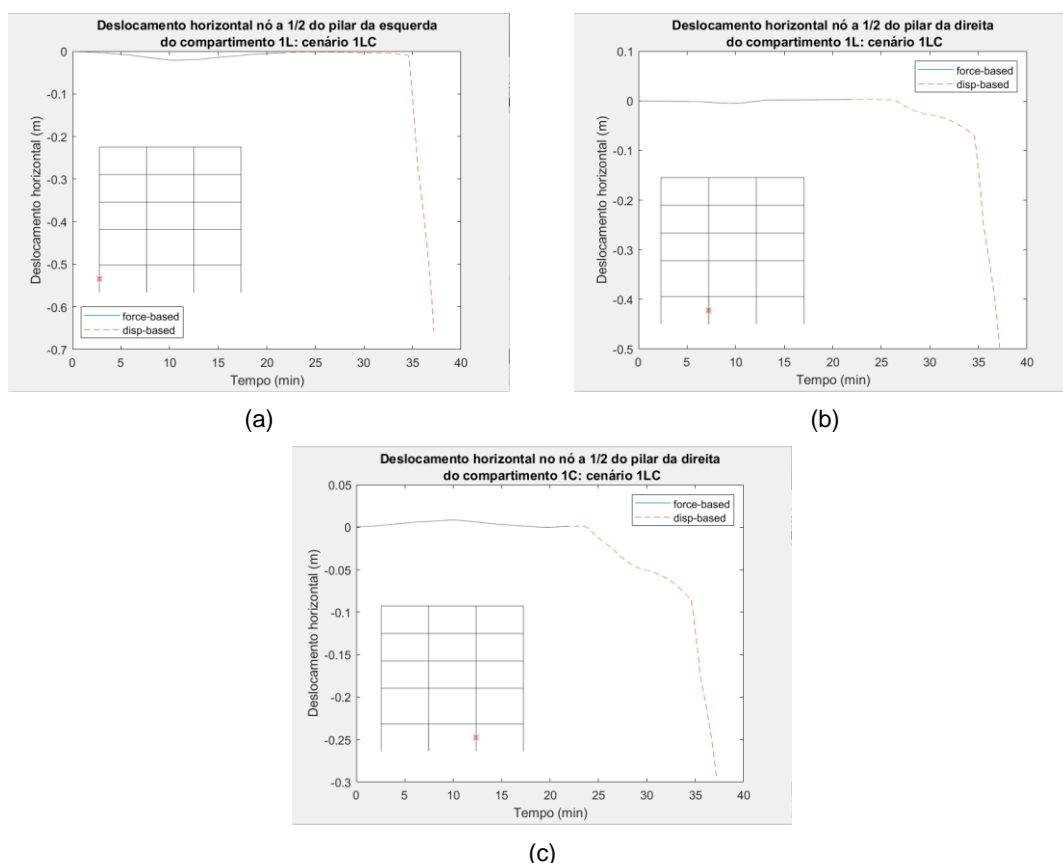 Deslocamento horizontal nó a 1/2 do pilar da esquerda
do compartimento 1L: cenário 1LC
0
-0.1
-0.2
-0.3
-0.4
-0.5
-0.6
-0.7
Deslocamento horizontal (m)
force-based
disp-based
0 5 10 15 20 25 30 35 40
Tempo (min)
(a)
Deslocamento horizontal nó a 1/2 do pilar da direita
do compartimento 1L: cenário 1LC
0.1
0
-0.1
-0.2
-0.3
-0.4
-0.5
Deslocamento horizontal (m)
force-based
disp-based
0 5 10 15 20 25 30 35 40
Tempo (min)
(b)
Deslocamento horizontal no nó a 1/2 do pilar da direita
do compartimento 1C: cenário 1LC
0.05
0
-0.05
-0.1
-0.15
-0.2
-0.25
-0.3
Deslocamento horizontal (m)
force-based
disp-based
0 5 10 15 20 25 30 35 40
Tempo (min)
(c)